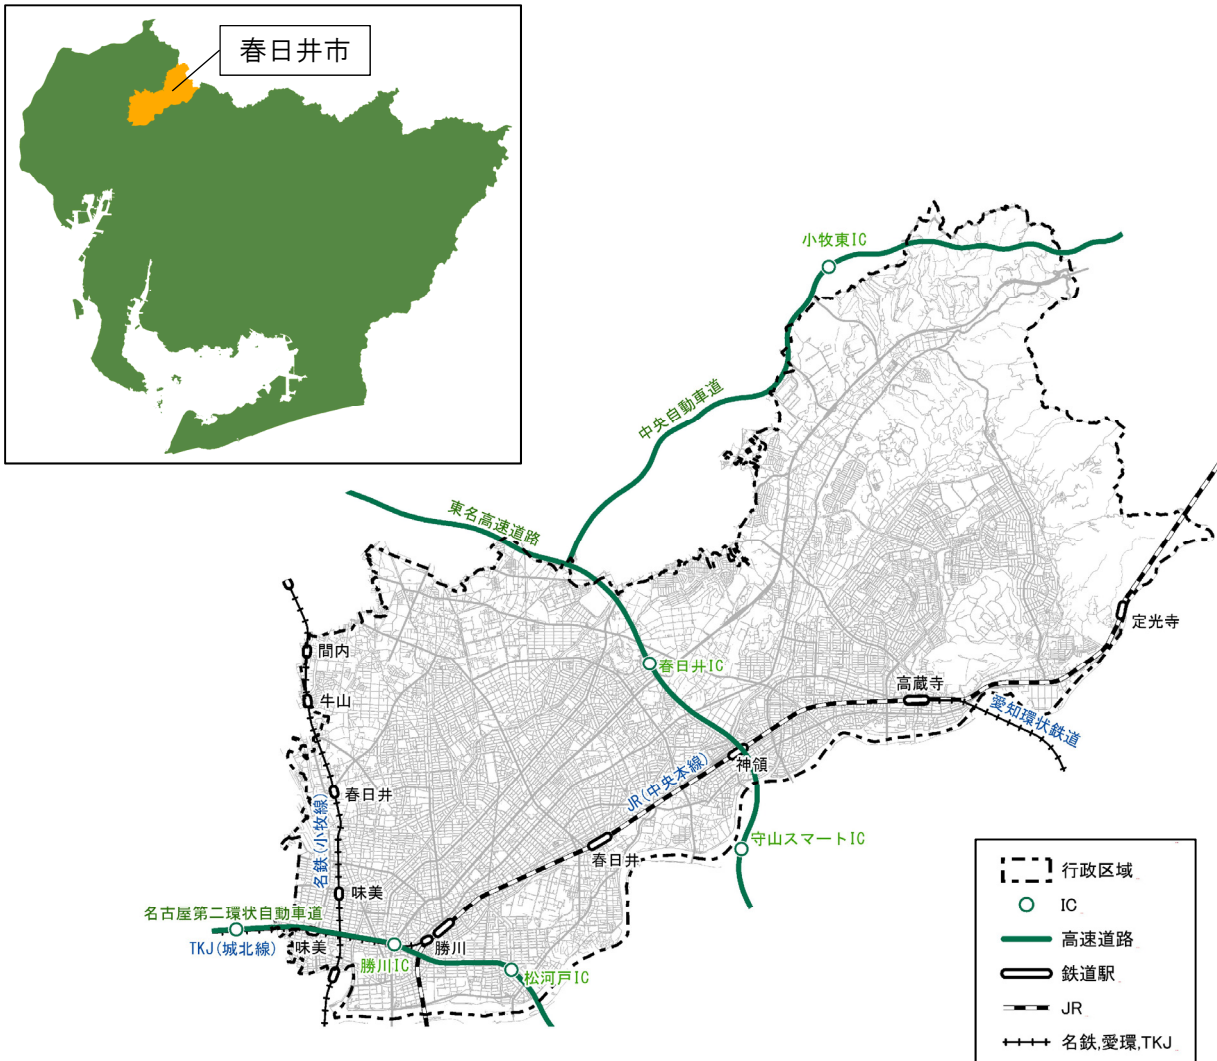 春日井市
小牧東IC
中央自動車道
東名高速道路
間内
牛山
春日井IC
定光寺
高蔵寺
愛知環状鉄道
神領
JR(中央本線)
春日井
名鉄(小牧線)
守山スマートIC
春日井
味美
名古屋第二環状自動車道
TKJ(城北線)
味美
勝川
勝川IC
松河戸IC
行政区域
IC
高速道路
鉄道駅
JR
名鉄,愛環,TKJ